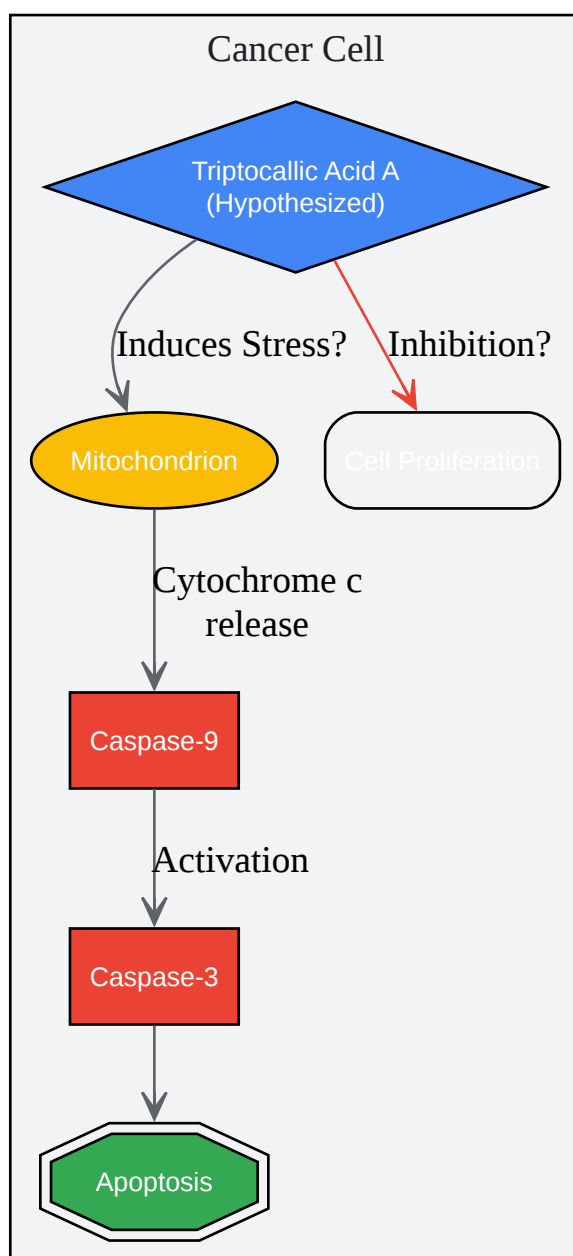 Cancer Cell
Triptocallic Acid A
(Hypothesized)
Induces Stress?
Inhibition?
Mitochondrion
Cell Proliferation
Cytochrome c
release
Caspase-9
Activation
Caspase-3
Apoptosis